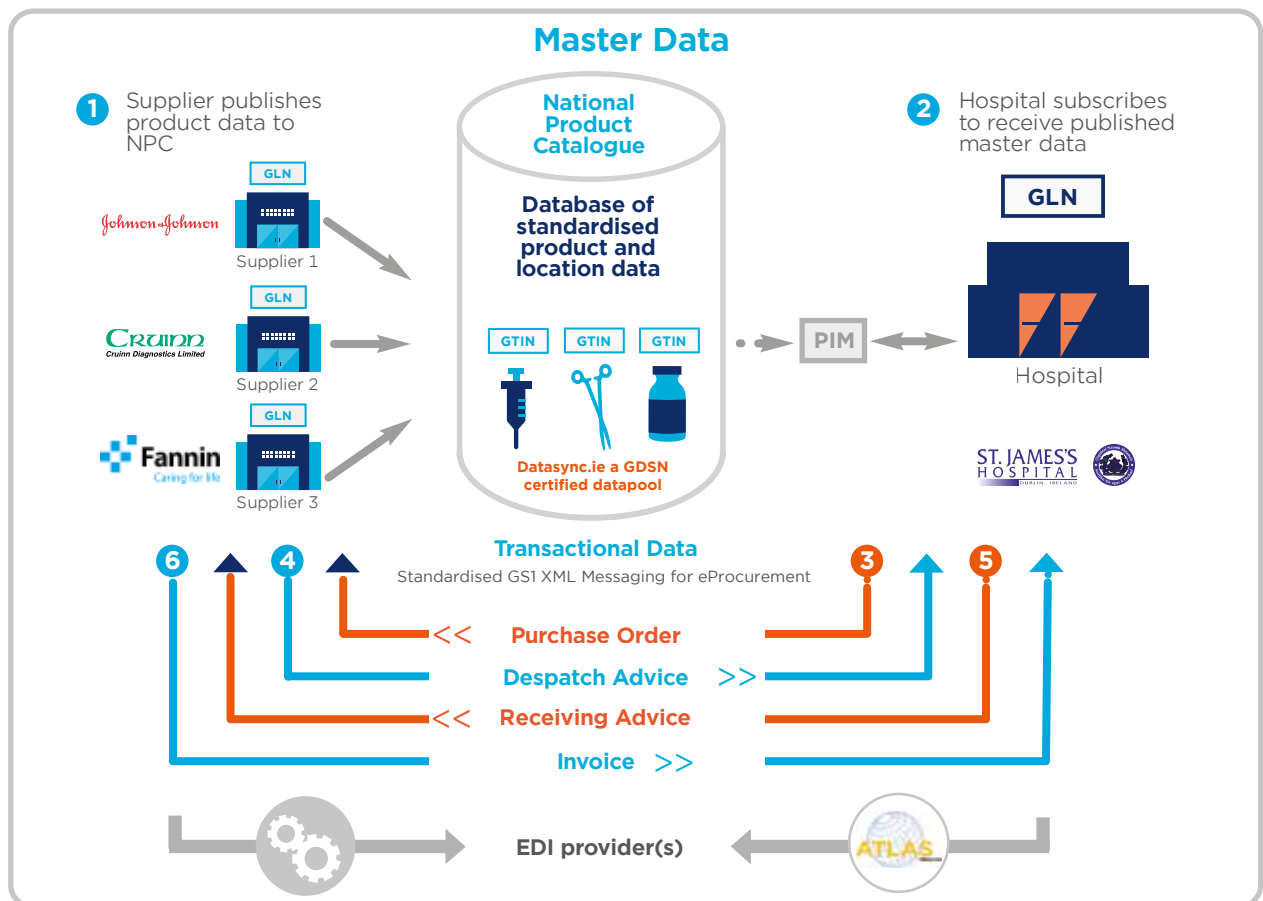 Master Data
1
Supplier publishes
product data to
NPC
GLN
Johnson & Johnson
Supplier 1
GLN
CRUINN
Cruinn Diagnostics Limited
Supplier 2
GLN
Fannin
Caring for life
Supplier 3
National
Product
Catalogue
Database of
standardised
product and
location data
GTIN GTIN GTIN
Datasync.ie a GDSN
certified datapool
PIM
2
Hospital subscribes
to receive published
master data
GLN
Hospital
ST. JAMES'S
HOSPITAL
DUBLIN, IRELAND
Transactional Data
Standardised GS1 XML Messaging for eProcurement
6 4 3 5
<< Purchase Order
Despatch Advice >>
<< Receiving Advice
Invoice >>
EDI provider(s)
ATLAS